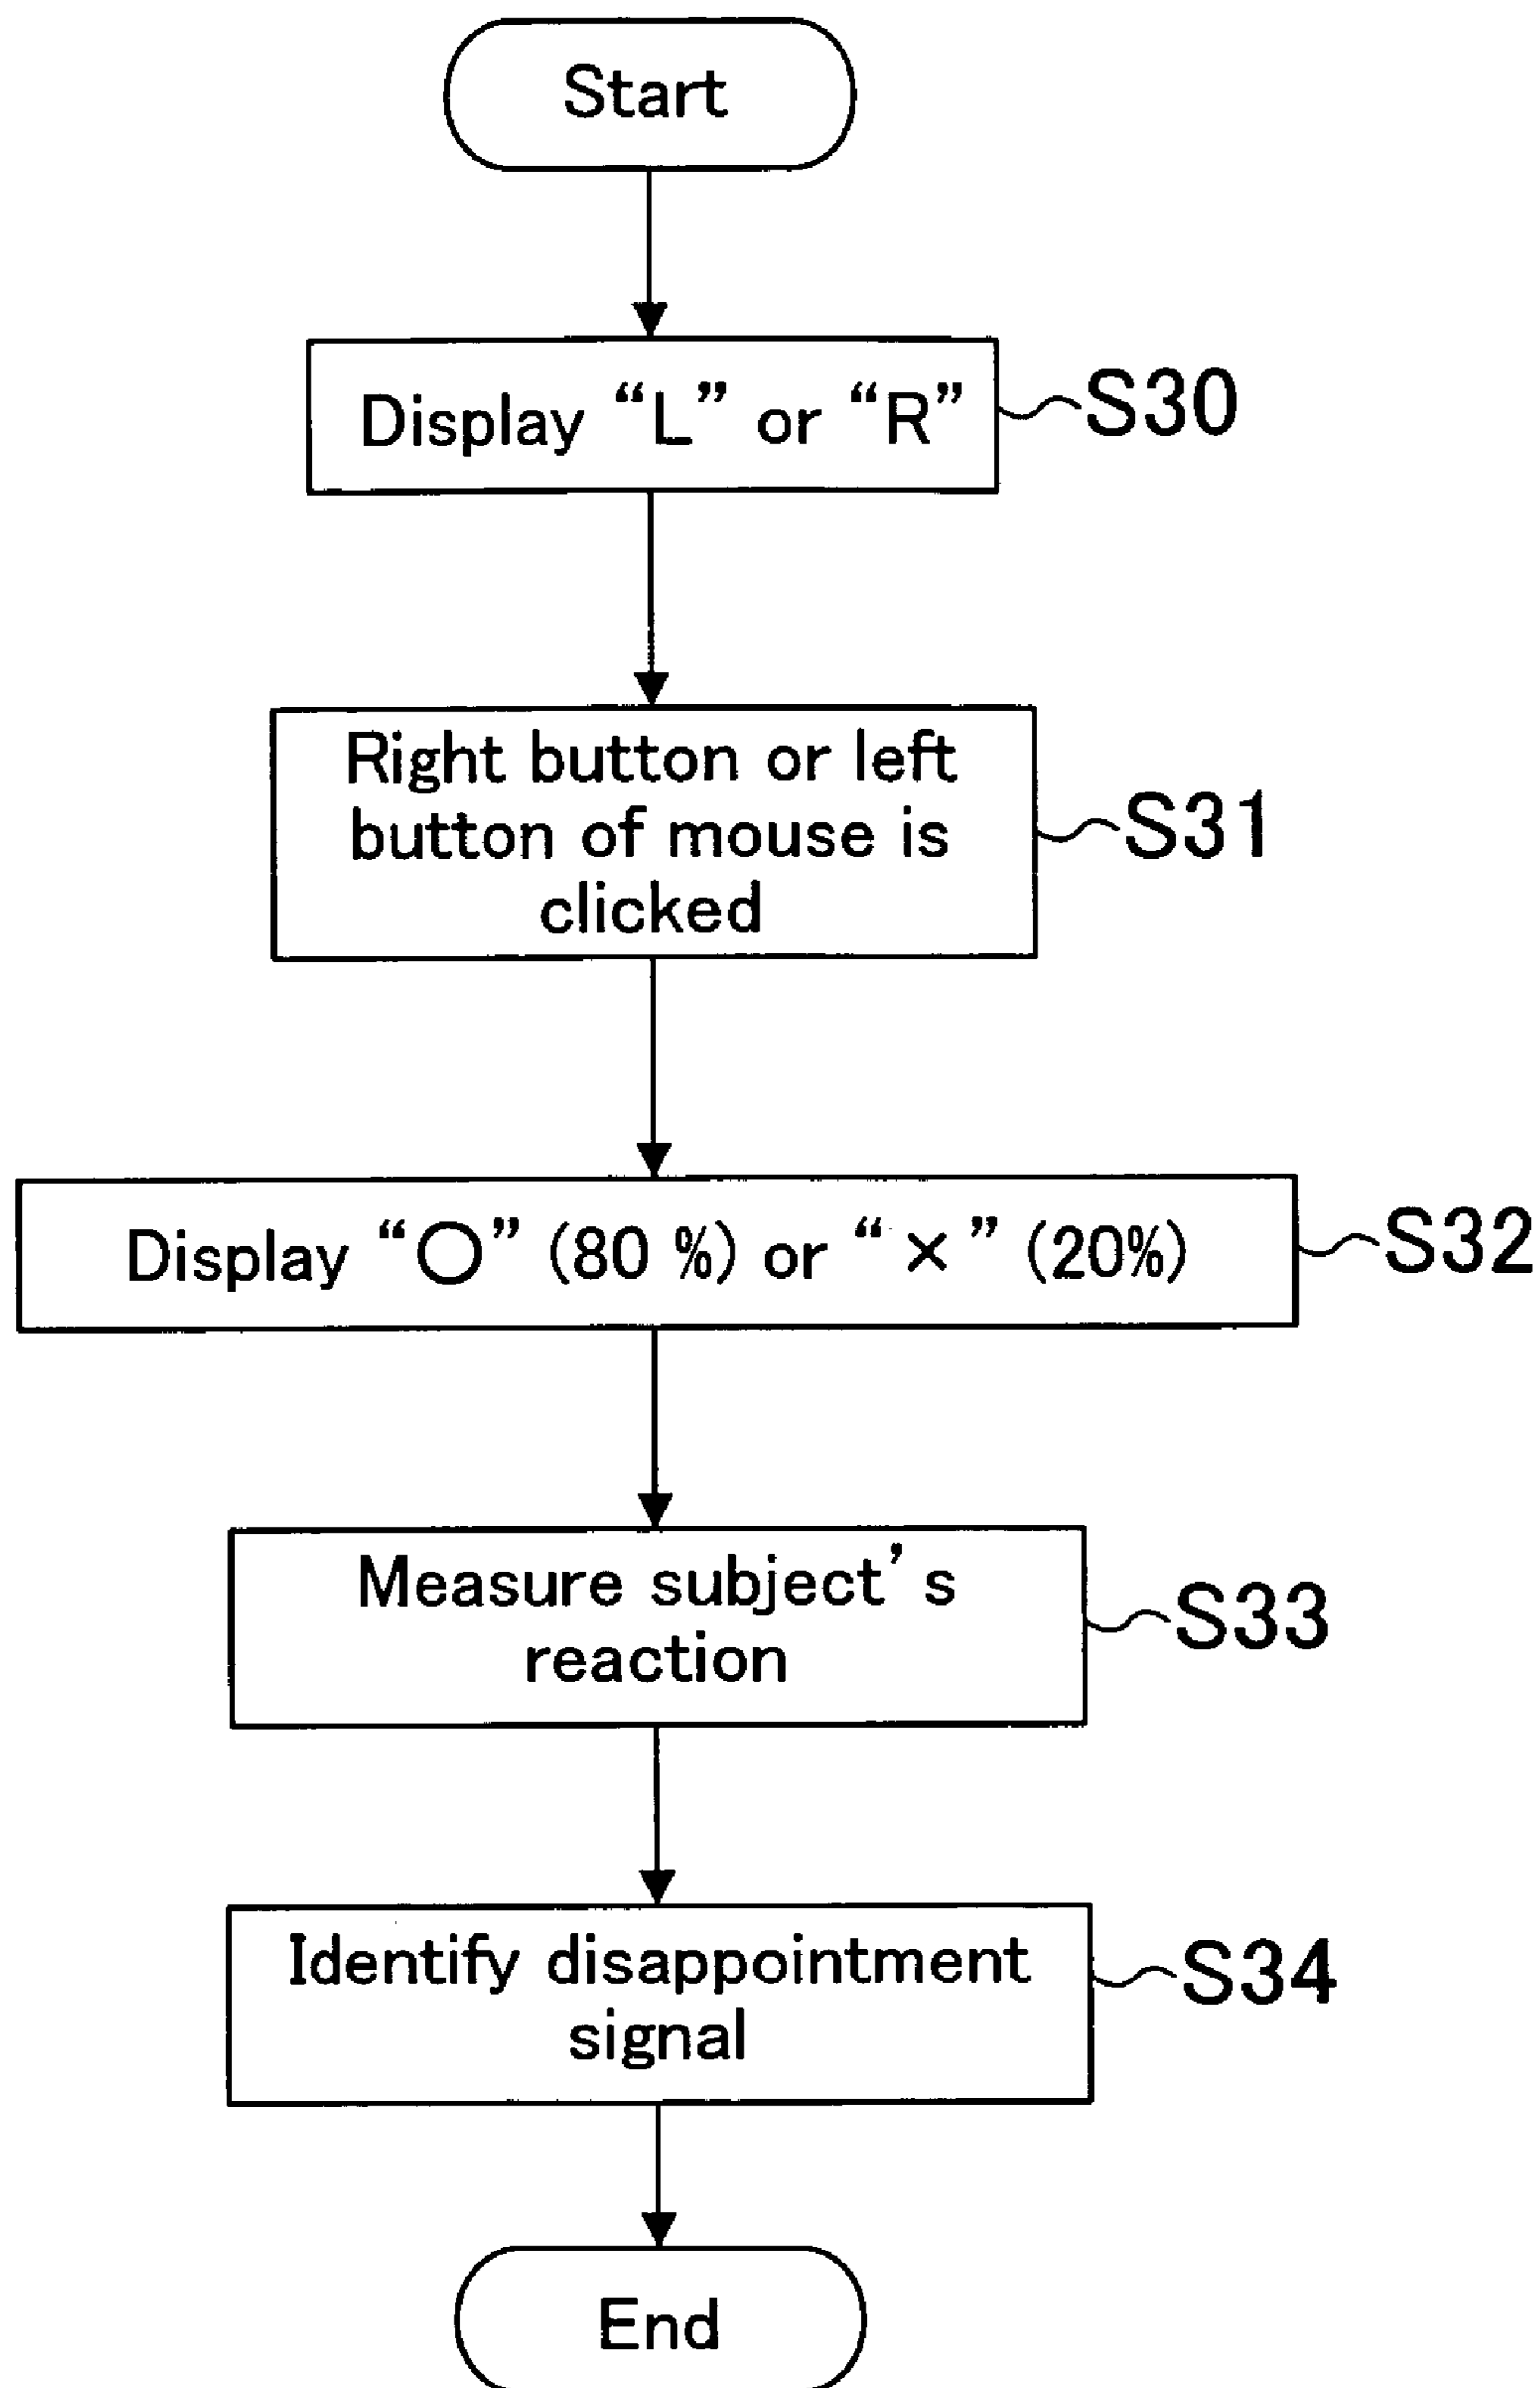 Start
Display “L” or “R”
S30
Right button or left
button of mouse is
clicked
S31
Display “○” (80 %) or “×” (20%)
S32
Measure subject's
reaction
S33
Identify disappointment
signal
S34
End